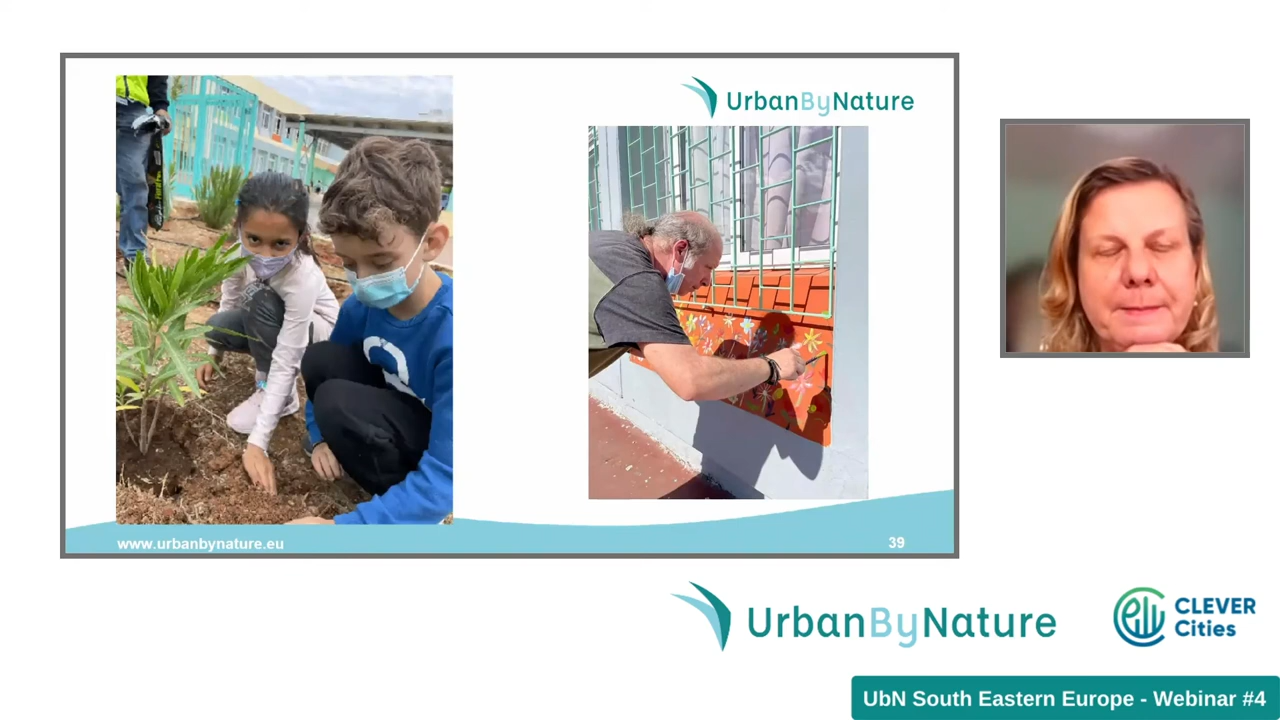 UrbanByNature
www.urbanbynature.eu
39
UrbanByNature
CLEVER
Cities
UbN South Eastern Europe - Webinar #4